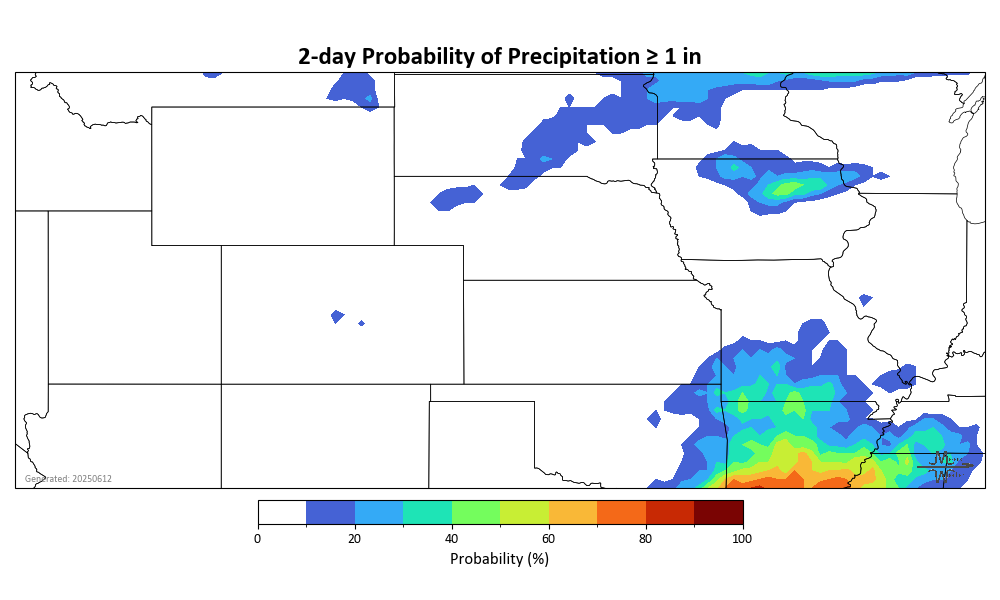 2-day Probability of Precipitation ≥ 1 in
Generated: 20250612
0 20 40 60 80 100
Probability (%)